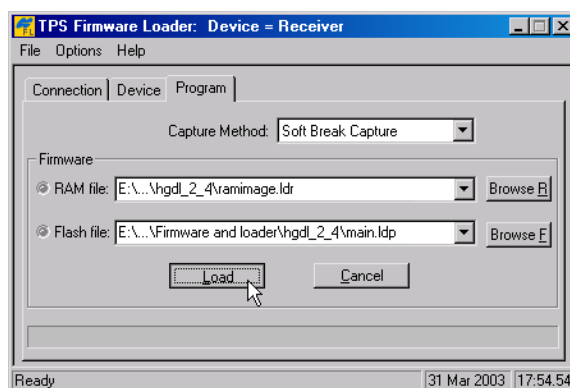 TPS Firmware Loader: Device = Receiver
File Options Help
Connection Device Program
Capture Method: Soft Break Capture
Firmware
RAM file: E:\...\hgdl_2_4\ramimage.ldr Browse R
Flash file: E:\...\Firmware and loader\hgdl_2_4\main.ldp Browse F
Load Cancel
Ready 31 Mar 2003 17:54.54